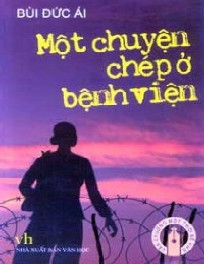 BÙI ĐỨC ÁI
Một chuyện
chép ở
bệnh viện
vh
NHÀ XUẤT BẢN VĂN HỌC